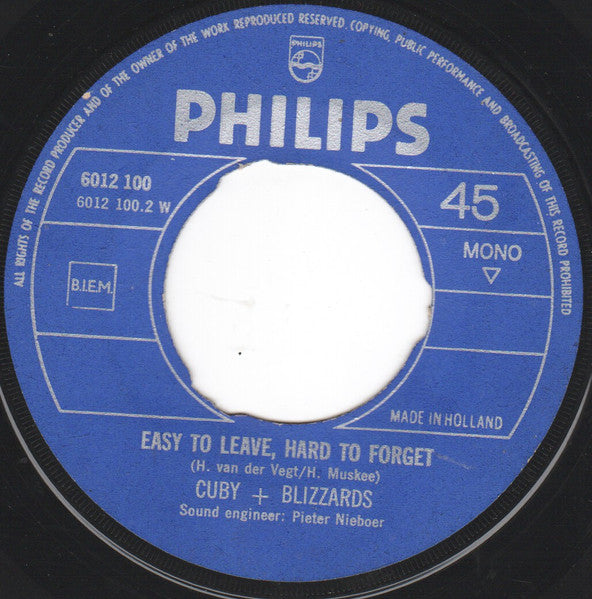 ALL RIGHTS OF THE RECORD PRODUCER AND OF THE OWNER OF THE WORK REPRODUCED RESERVED. COPYING, PUBLIC PERFORMANCE AND BROADCASTING OF THIS RECORD PROHIBITED
PHILIPS
PHILIPS
6012 100
6012 100.2 W
45
MONO
B.I.E.M.
MADE IN HOLLAND
EASY TO LEAVE, HARD TO FORGET
(H. van der Vegt/H. Muskee)
CUBY + BLIZZARDS
Sound engineer: Pieter Nieboer